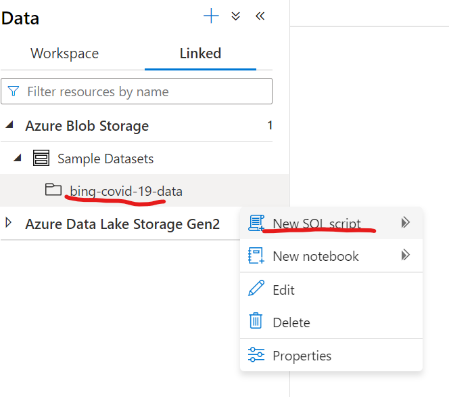 Data
Workspace Linked
Filter resources by name
Azure Blob Storage 1
Sample Datasets
bing-covid-19-data
Azure Data Lake Storage Gen2
New SQL script
New notebook
Edit
Delete
Properties